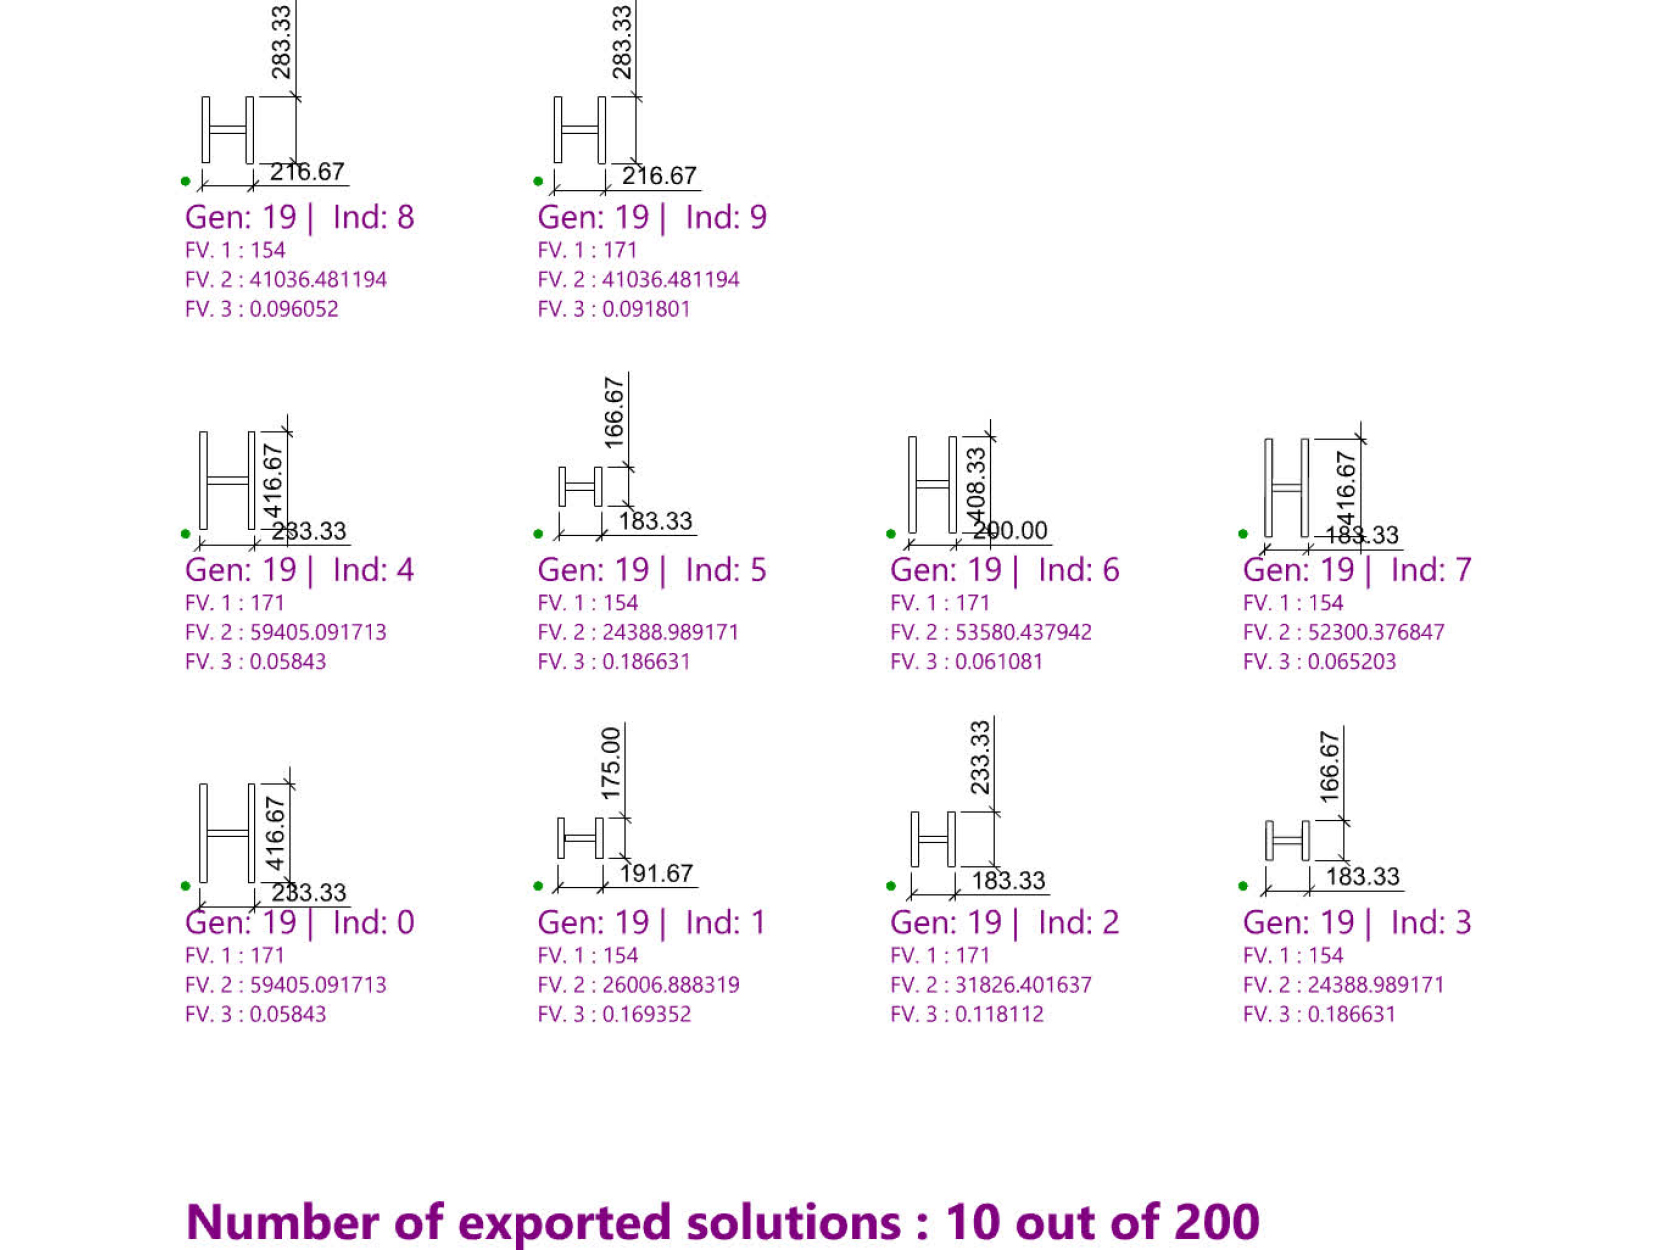 283.33
216.67
Gen: 19 | Ind: 8
FV. 1 : 154
FV. 2 : 41036.481194
FV. 3 : 0.096052
283.33
216.67
Gen: 19 | Ind: 9
FV. 1 : 171
FV. 2 : 41036.481194
FV. 3 : 0.091801
416.67
233.33
Gen: 19 | Ind: 4
FV. 1 : 171
FV. 2 : 59405.091713
FV. 3 : 0.05843
166.67
183.33
Gen: 19 | Ind: 5
FV. 1 : 154
FV. 2 : 24388.989171
FV. 3 : 0.186631
408.33
200.00
Gen: 19 | Ind: 6
FV. 1 : 171
FV. 2 : 53580.437942
FV. 3 : 0.061081
416.67
183.33
Gen: 19 | Ind: 7
FV. 1 : 154
FV. 2 : 52300.376847
FV. 3 : 0.065203
416.67
233.33
Gen: 19 | Ind: 0
FV. 1 : 171
FV. 2 : 59405.091713
FV. 3 : 0.05843
175.00
191.67
Gen: 19 | Ind: 1
FV. 1 : 154
FV. 2 : 26006.888319
FV. 3 : 0.169352
233.33
183.33
Gen: 19 | Ind: 2
FV. 1 : 171
FV. 2 : 31826.401637
FV. 3 : 0.118112
166.67
183.33
Gen: 19 | Ind: 3
FV. 1 : 154
FV. 2 : 24388.989171
FV. 3 : 0.186631
Number of exported solutions : 10 out of 200